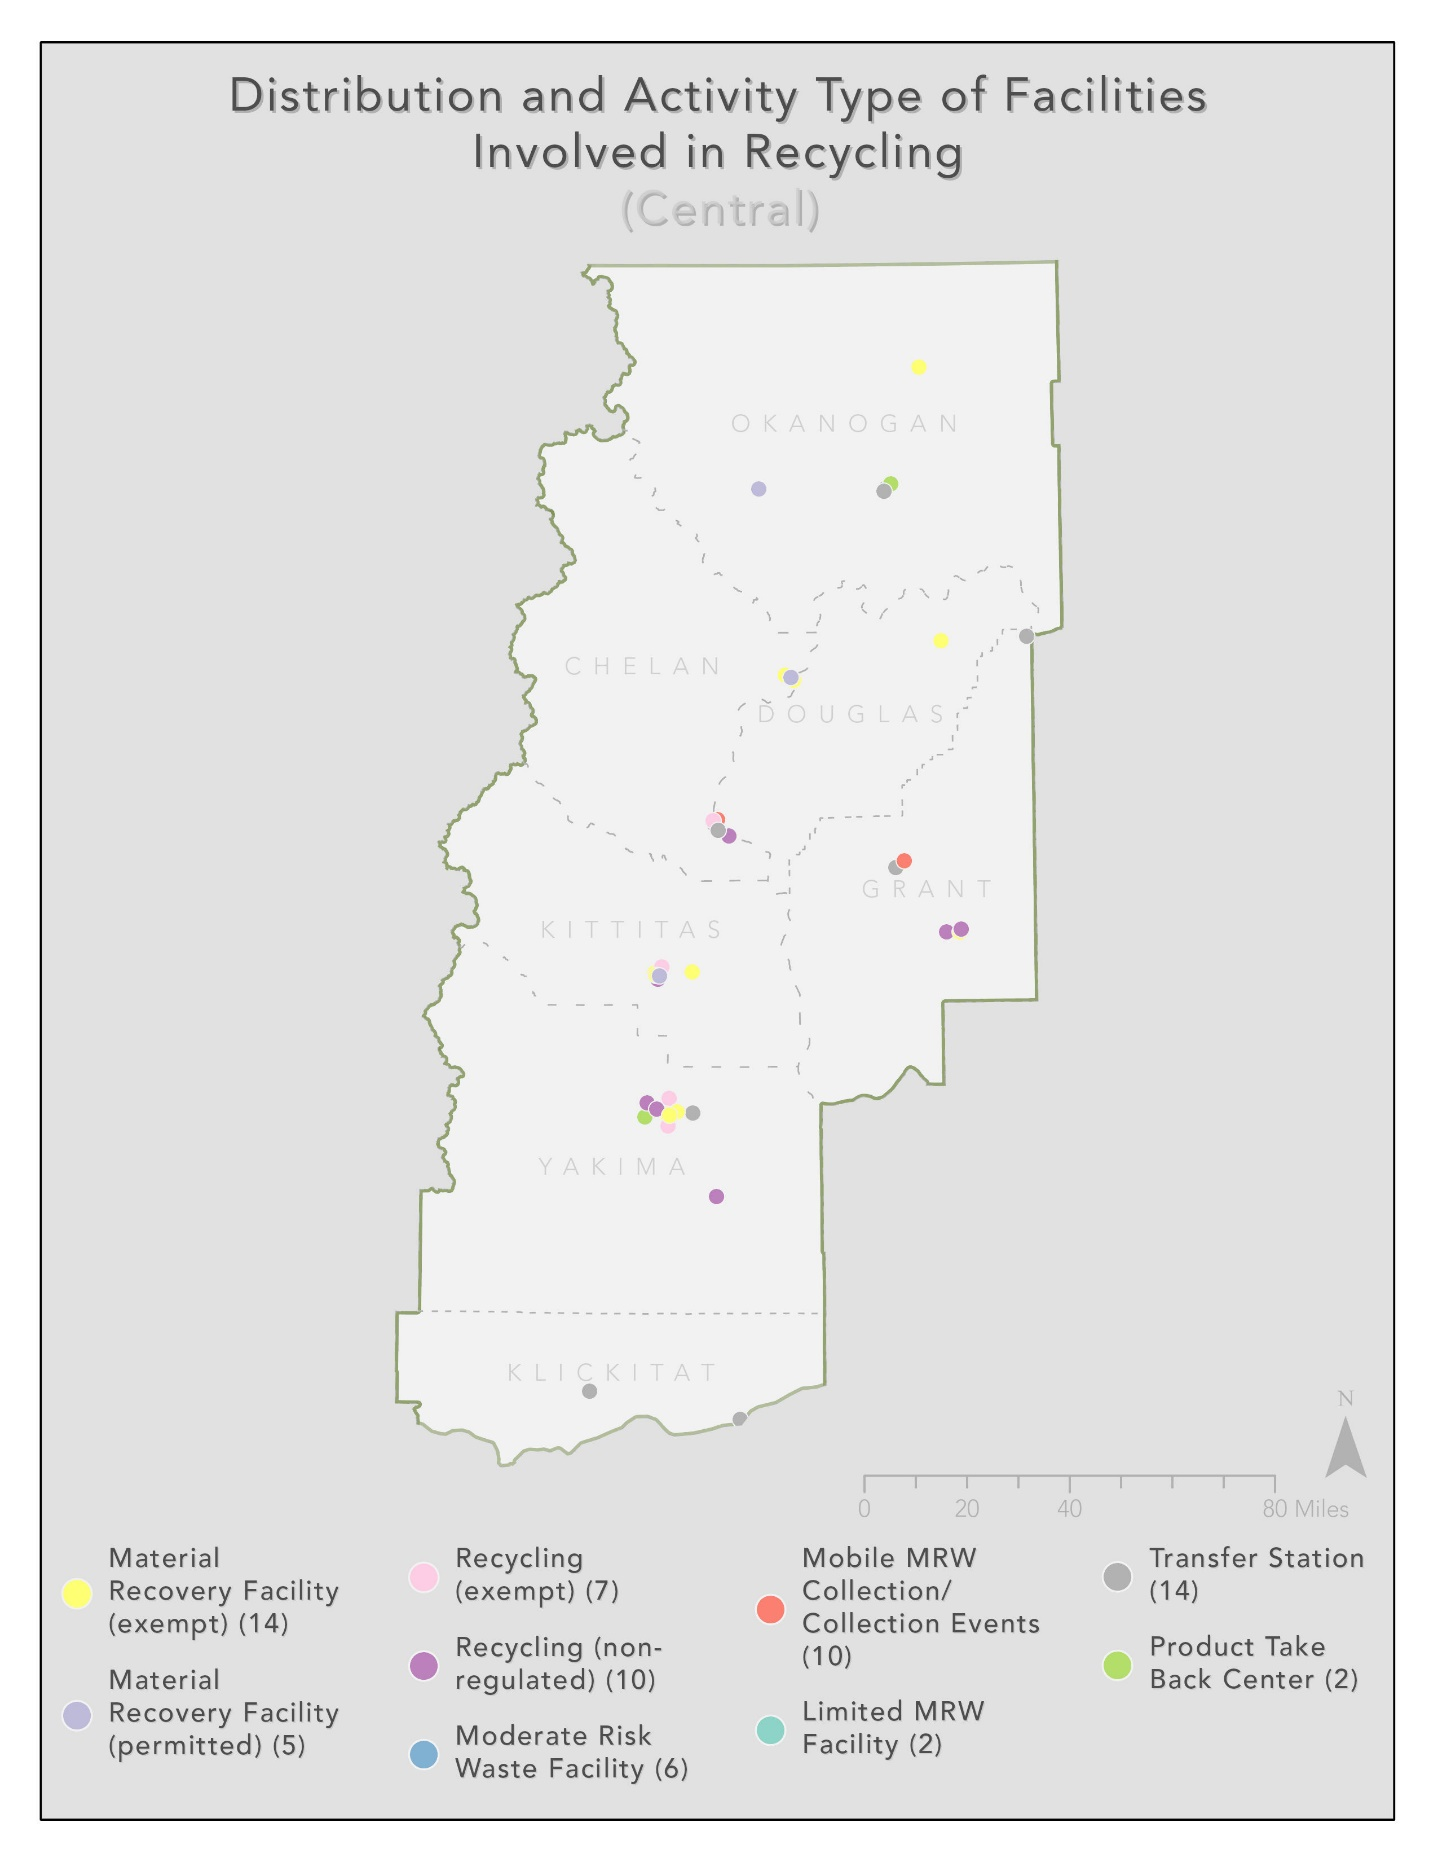 Distribution and Activity Type of Facilities
Involved in Recycling
(Central)
OKANOGAN
CHELAN
DOUGLAS
GRANT
KITTITAS
YAKIMA
KLICKITAT
N
0 20 40 80 Miles
Material
Recovery Facility
(exempt) (14)
Material
Recovery Facility
(permitted) (5)
Recycling
(exempt) (7)
Recycling (non-
regulated) (10)
Moderate Risk
Waste Facility (6)
Mobile MRW
Collection/
Collection Events
(10)
Limited MRW
Facility (2)
Transfer Station
(14)
Product Take
Back Center (2)